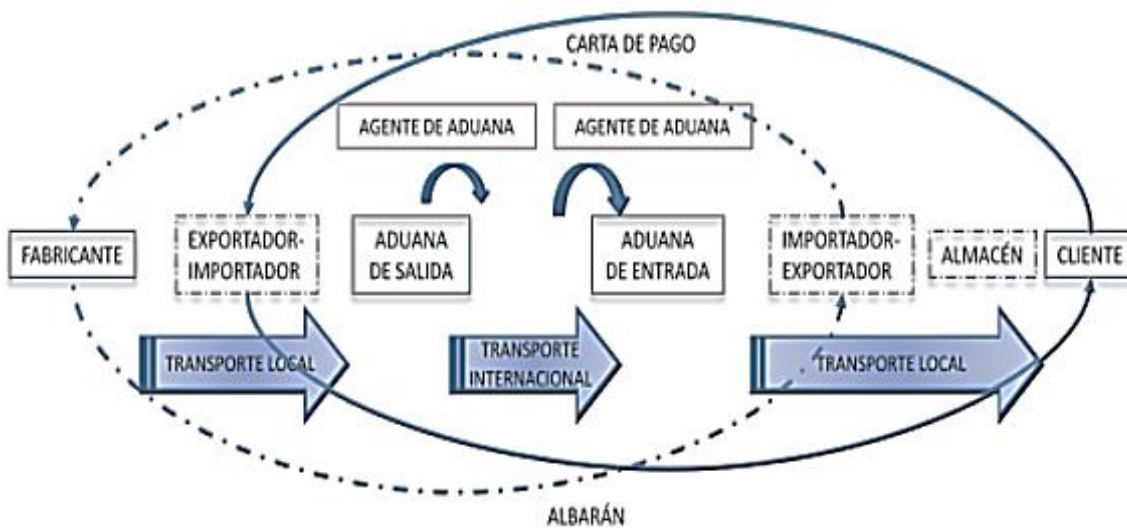 CARTA DE PAGO
AGENTE DE ADUANA
AGENTE DE ADUANA
FABRICANTE
EXPORTADOR-
IMPORTADOR
ADUANA
DE SALIDA
ADUANA
DE ENTRADA
IMPORTADOR-
EXPORTADOR
ALMACÉN
CLIENTE
TRANSPORTE LOCAL
TRANSPORTE
INTERNACIONAL
TRANSPORTE LOCAL
ALBARÁN